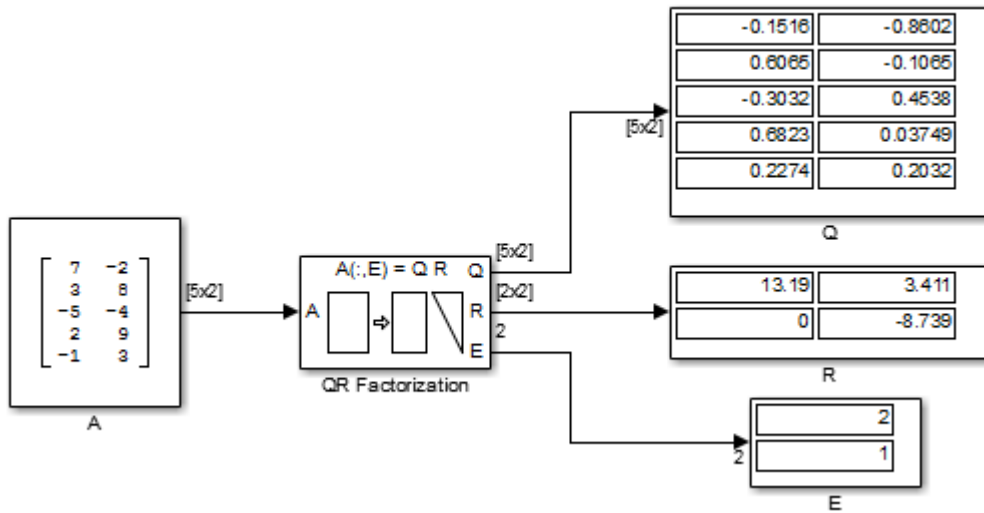 7 -2
3 8
-5 -4
2 9
-1 3
A
[5x2]
A(:,E) = Q R
A
Q
R
E
QR Factorization
[5x2]
[2x2]
2
[5x2]
-0.1516 -0.8602
0.6065 -0.1065
-0.3032 0.4538
0.6823 0.03749
0.2274 0.2032
Q
13.19 3.411
0 -8.739
R
2
2
1
E